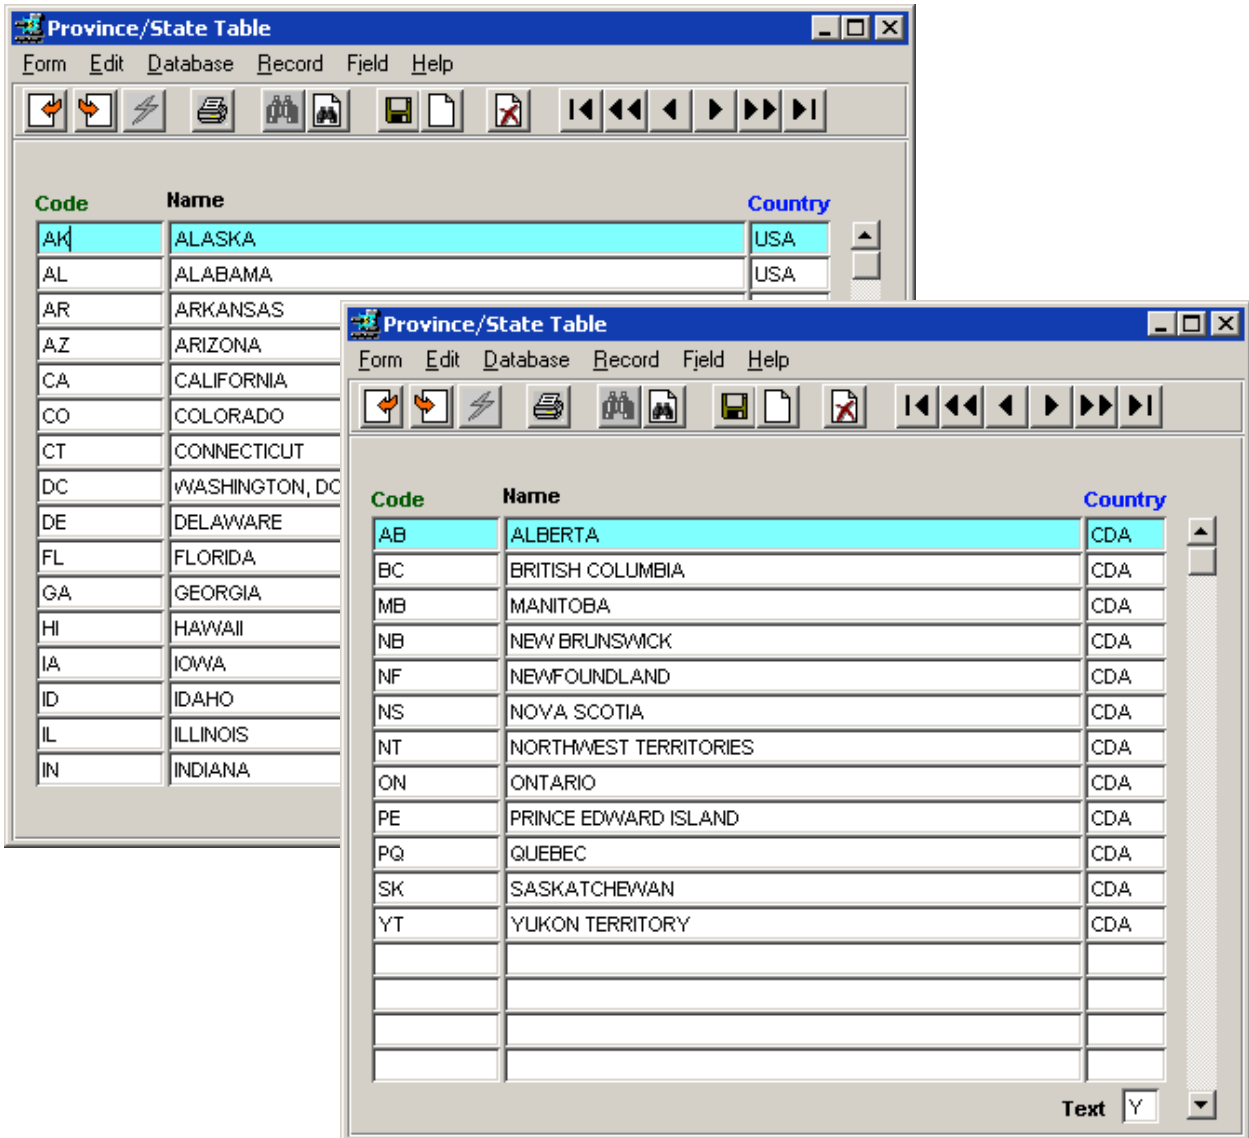 Province/State Table
Form Edit Database Record Field Help
Code Name Country
AK ALASKA USA
AL ALABAMA USA
AR ARKANSAS
AZ ARIZONA
CA CALIFORNIA
CO COLORADO
CT CONNECTICUT
DC WASHINGTON, DC
DE DELAWARE
FL FLORIDA
GA GEORGIA
HI HAWAII
IA IOWA
ID IDAHO
IL ILLINOIS
IN INDIANA
Province/State Table
Form Edit Database Record Field Help
Code Name Country
AB ALBERTA CDA
BC BRITISH COLUMBIA CDA
MB MANITOBA CDA
NB NEW BRUNSWICK CDA
NF NEWFOUNDLAND CDA
NS NOVA SCOTIA CDA
NT NORTHWEST TERRITORIES CDA
ON ONTARIO CDA
PE PRINCE EDWARD ISLAND CDA
PQ QUEBEC CDA
SK SASKATCHEWAN CDA
YT YUKON TERRITORY CDA
Text Y